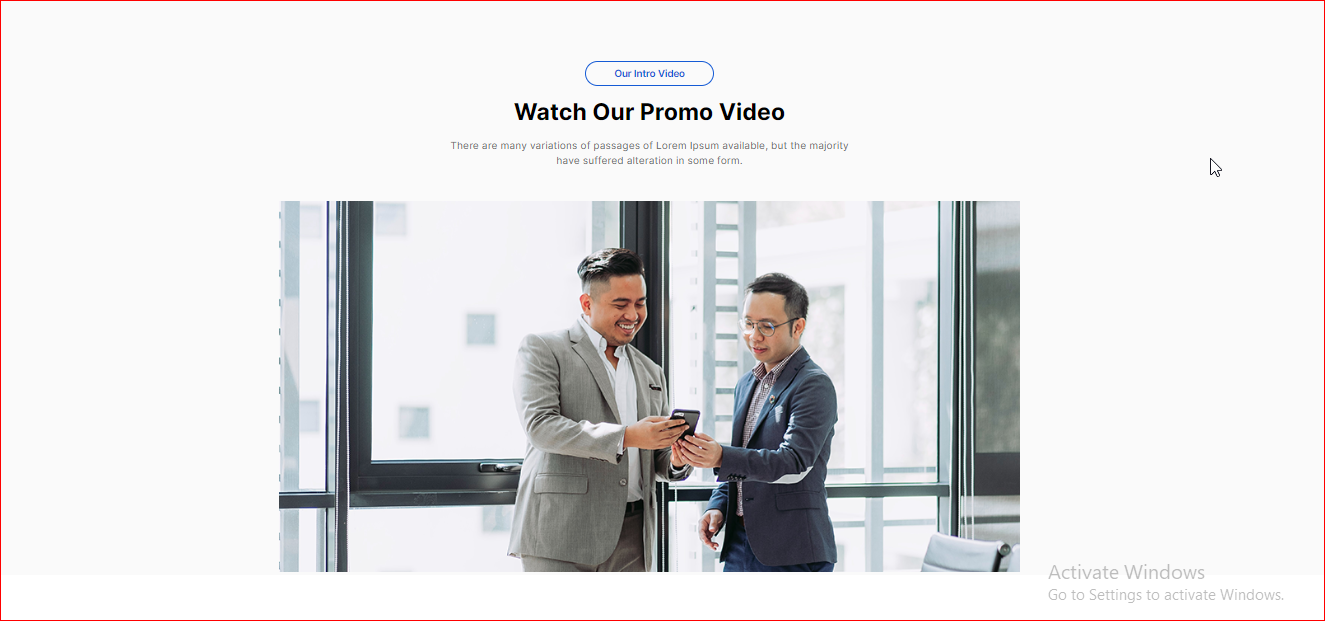 Our Intro Video
Watch Our Promo Video
There are many variations of passages of Lorem Ipsum available, but the majority
have suffered alteration in some form.
Activate Windows
Go to Settings to activate Windows.